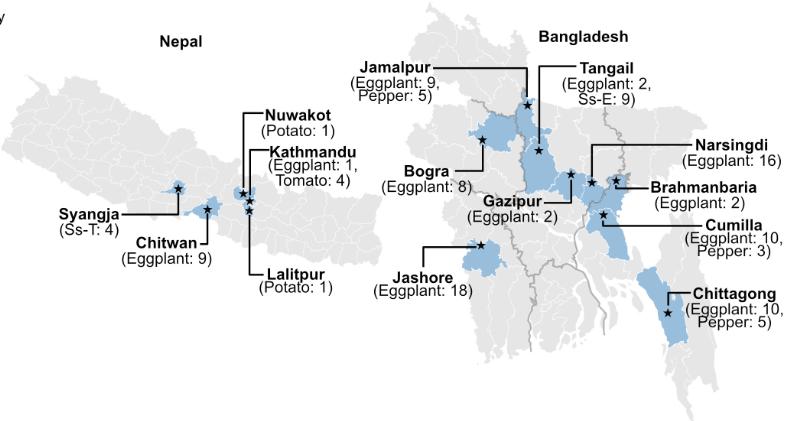 y
Nepal
Nuwakot
(Potato: 1)
Kathmandu
(Eggplant: 1,
Tomato: 4)
Syangja
(Ss-T: 4)
Chitwan
(Eggplant: 9)
Lalitpur
(Potato: 1)
Bangladesh
Jamalpur
(Eggplant: 9,
Pepper: 5)
Tangail
(Eggplant: 2,
Ss-E: 9)
Narsingdi
(Eggplant: 16)
Bogra
(Eggplant: 8)
Brahmanbaria
(Eggplant: 2)
Gazipur
(Eggplant: 2)
Cumilla
(Eggplant: 10,
Pepper: 3)
Jashore
(Eggplant: 18)
Chittagong
(Eggplant: 10,
Pepper: 5)